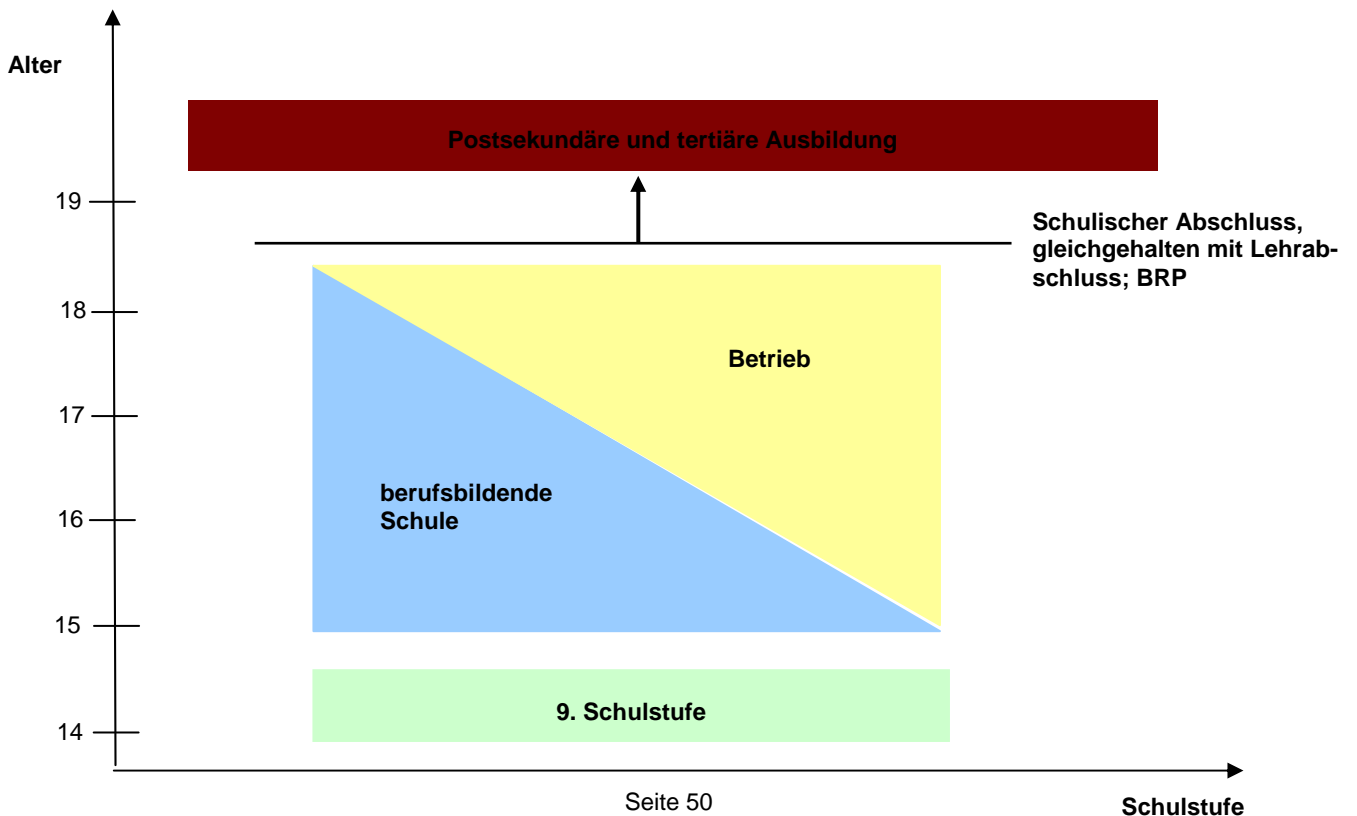 Alter
Postsekundäre und tertiäre Ausbildung
19
Schulischer Abschluss,
gleichgehalten mit Lehrab-
schluss; BRP
18
Betrieb
17
berufsbildende
Schule
16
15
9. Schulstufe
14
Seite 50
Schulstufe